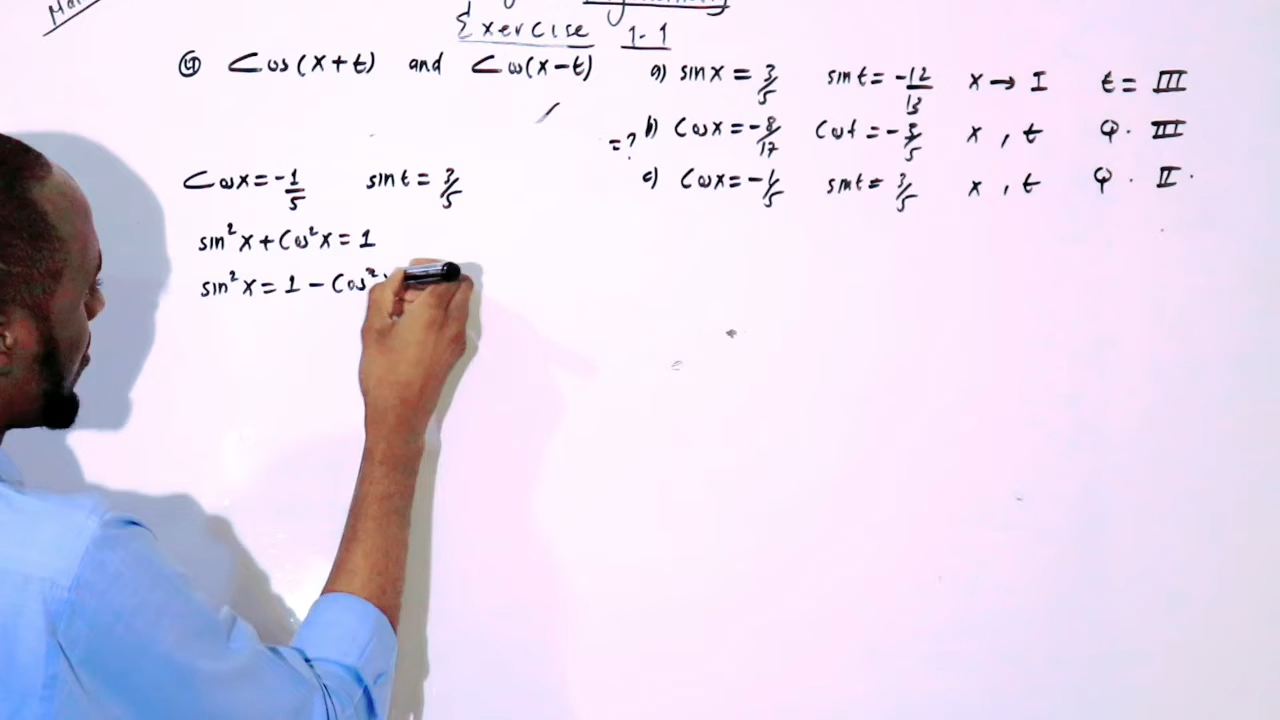 Exercise 1-1
④ Cos(x+t) and Cos(x-t) = ?
a) sin x = 3/5 sin t = -12/13 x → I t = III
b) Cos x = -8/17 Cos t = -3/5 x , t Q. III
c) Cos x = -1/5 sin t = 3/5 x , t Q. II.
Cos x = -1/5 sin t = 3/5
sin²x + Cos²x = 1
sin²x = 1 - Cos²